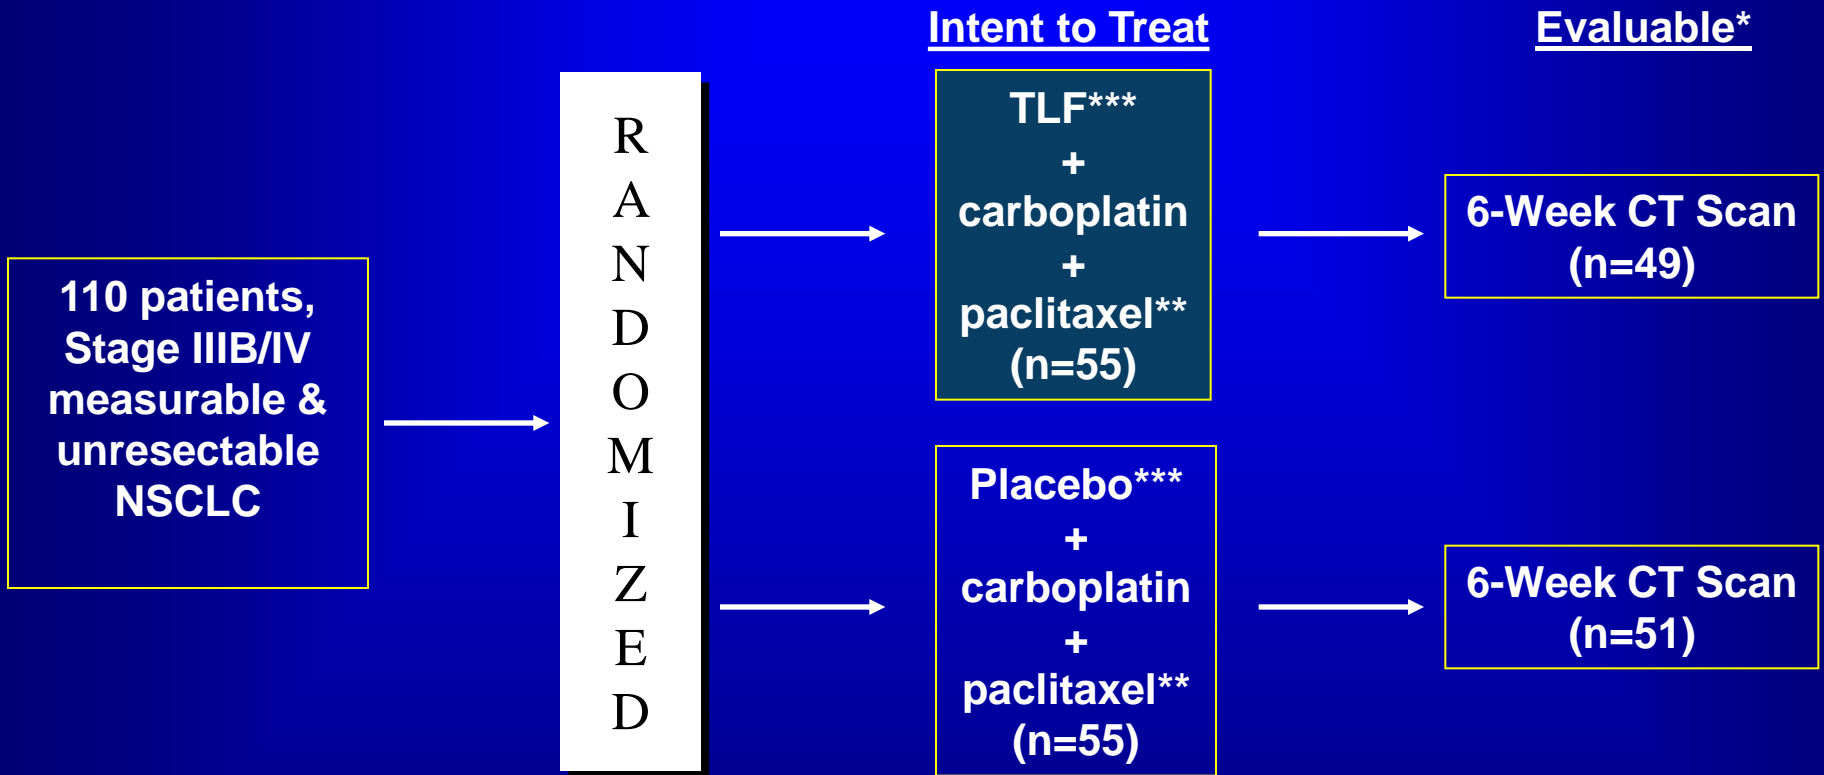 Intent to Treat
Evaluable*
110 patients,
Stage IIIB/IV
measurable &
unresectable
NSCLC
R
A
N
D
O
M
I
Z
E
D
TLF***
+
carboplatin
+
paclitaxel**
(n=55)
6-Week CT Scan
(n=49)
Placebo***
+
carboplatin
+
paclitaxel**
(n=55)
6-Week CT Scan
(n=51)